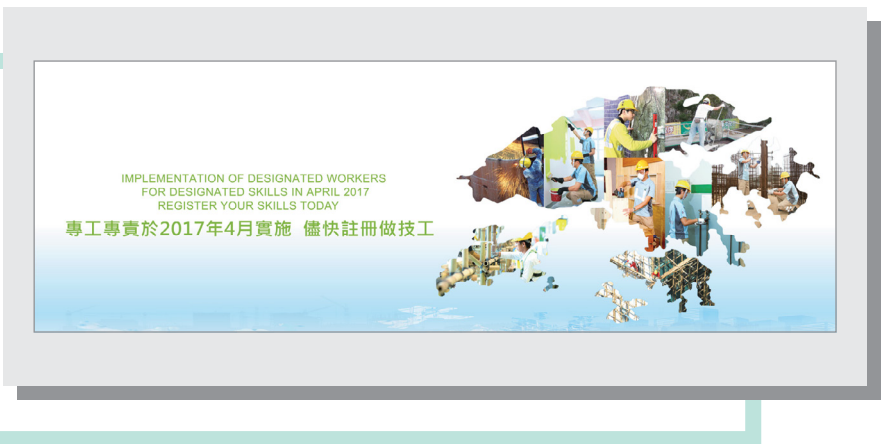 IMPLEMENTATION OF DESIGNATED WORKERS
FOR DESIGNATED SKILLS IN APRIL 2017
REGISTER YOUR SKILLS TODAY
專工專責於2017年4月實施 儘快註冊做技工